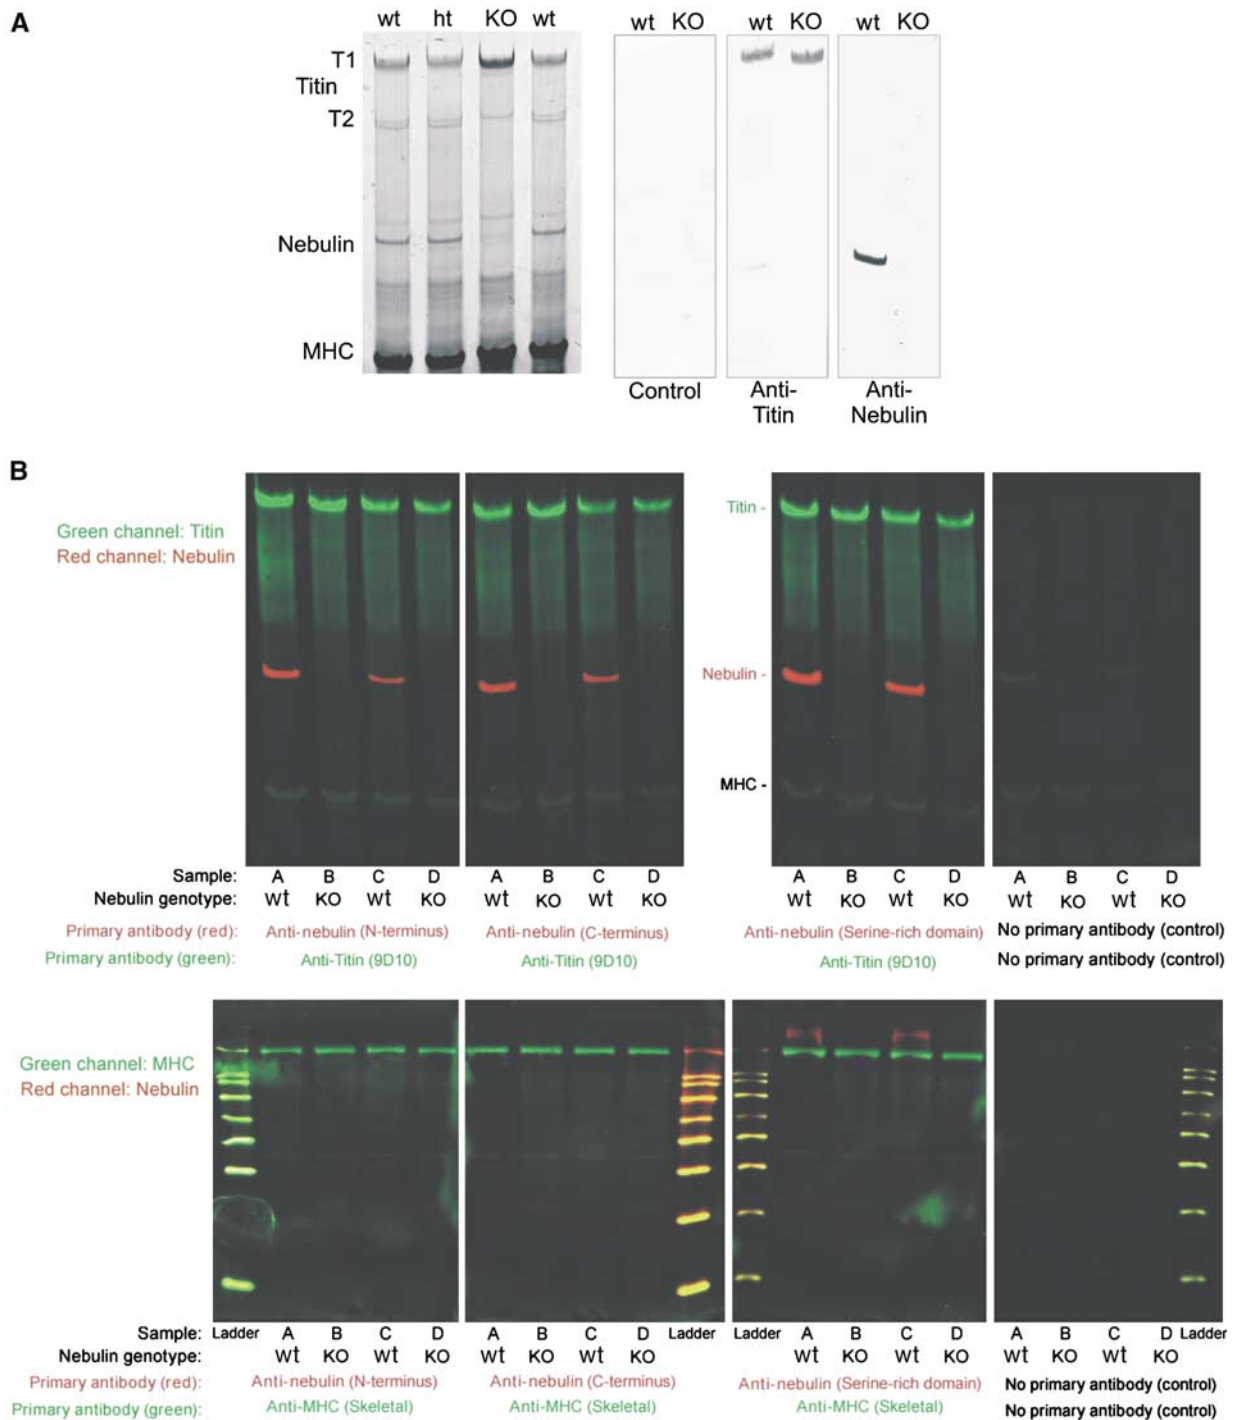 A
wt ht KO wt
wt KO
wt KO
wt KO
T1
Titin
T2
Nebulin
MHC
Control
Anti-
Titin
Anti-
Nebulin
B
Green channel: Titin
Red channel: Nebulin
Titin -
Nebulin -
MHC -
Sample: A B C D A B C D A B C D A B C D
Nebulin genotype: wt KO wt KO wt KO wt KO wt KO wt KO wt KO wt KO
Primary antibody (red): Anti-nebulin (N-terminus) Anti-nebulin (C-terminus) Anti-nebulin (Serine-rich domain) No primary antibody (control)
Primary antibody (green): Anti-Titin (9D10) Anti-Titin (9D10) Anti-Titin (9D10) No primary antibody (control)
Green channel: MHC
Red channel: Nebulin
Sample: Ladder A B C D A B C D Ladder Ladder A B C D A B C D Ladder
Nebulin genotype: wt KO wt KO wt KO wt KO wt KO wt KO wt KO wt KO
Primary antibody (red): Anti-nebulin (N-terminus) Anti-nebulin (C-terminus) Anti-nebulin (Serine-rich domain) No primary antibody (control)
Primary antibody (green): Anti-MHC (Skeletal) Anti-MHC (Skeletal) Anti-MHC (Skeletal) No primary antibody (control)